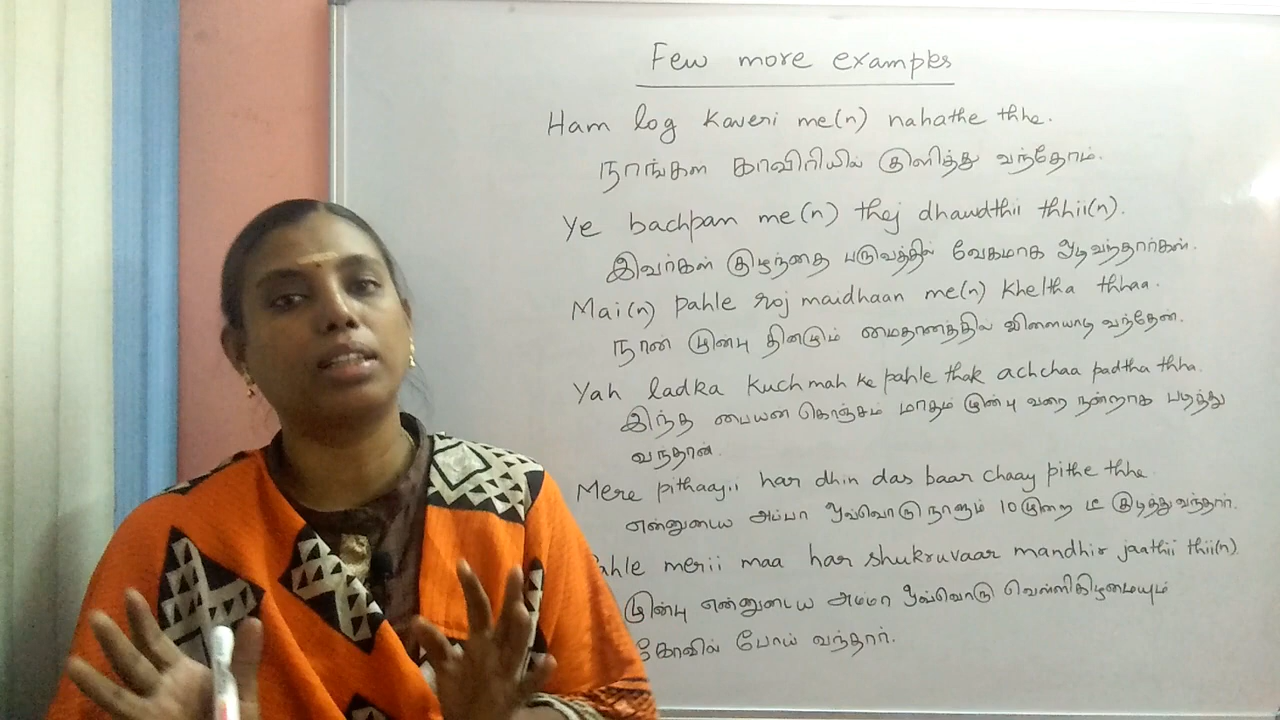 Few more examples
Ham log Kaveri me(n) nahathe thhe.
நாங்கள் காவிரியில் குளித்து வந்தோம்.
Ye bachpan me(n) thej dhaudthii thhii(n).
இவர்கள் குழந்தை பருவத்தில் வேகமாக ஓடி வந்தார்கள்.
Mai(n) pahle roj maidhaan me(n) kheltha thhaa.
நான் முன்பு தினமும் மைதானத்தில் விளையாடி வந்தேன்.
Yah ladka kuch mah ke pahle thak achchaa padtha thha.
இந்த பையன் கொஞ்சம் மாதம் முன்பு வரை நன்றாக படித்து
வந்தான்.
Mere pithaajii har dhin das baar chaay pithe thhe
என்னுடைய அப்பா ஒவ்வொரு நாளும் 10 முறை டீ குடித்து வந்தார்.
ahle merii maa har shukruvaar mandhir jaathii thii(n).
முன்பு என்னுடைய அம்மா ஒவ்வொரு வெள்ளிகிழமையும்
கோவில் போய் வந்தார்.